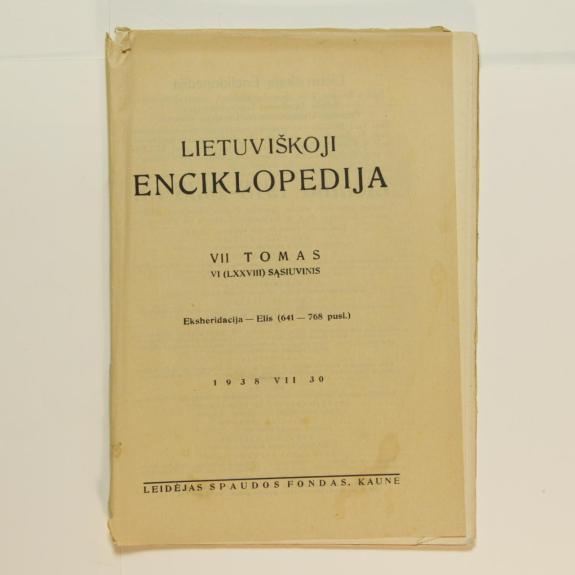 LIETUVIŠKOJI
ENCIKLOPEDIJA
VII TOMAS
VI (LXXVIII) SĄSIUVINIS
Eksheridacija — Elis (641 — 768 pusl.)
1938 VII 30
LEIDĖJAS SPAUDOS FONDAS, KAUNE